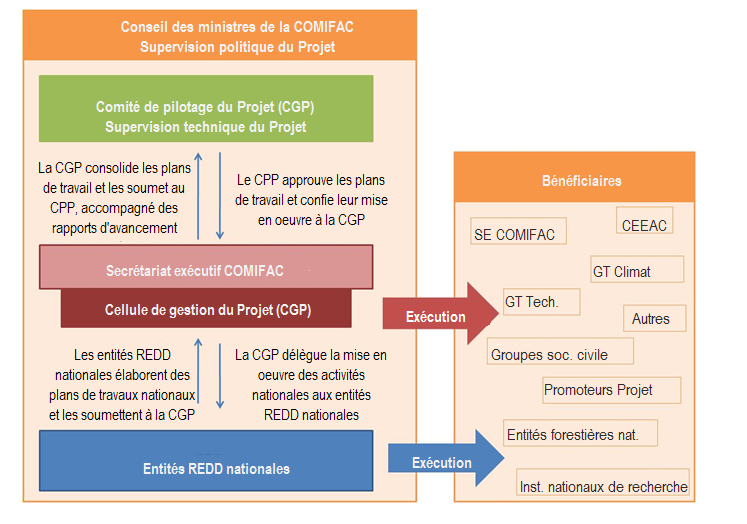 Conseil des ministres de la COMIFAC
Supervision politique du Projet
Comité de pilotage du Projet (CGP)
Supervision technique du Projet
La CGP consolide les plans
de travail et les soumet au
CPP, accompagné des
rapports d'avancement
Le CPP approuve les plans
de travail et confie leur mise
en oeuvre à la CGP
Secrétariat exécutif COMIFAC
Cellule de gestion du Projet (CGP)
Exécution
Les entités REDD
nationales élaborent des
plans de travaux nationaux
et les soumettent à la CGP
La CGP délègue la mise en
oeuvre des activités
nationales aux entités
REDD nationales
Entités REDD nationales
Exécution
Bénéficiaires
SE COMIFAC
CEEAC
GT Climat
GT Tech.
Autres
Groupes soc. civile
Promoteurs Projet
Entités forestières nat.
Inst. nationaux de recherche